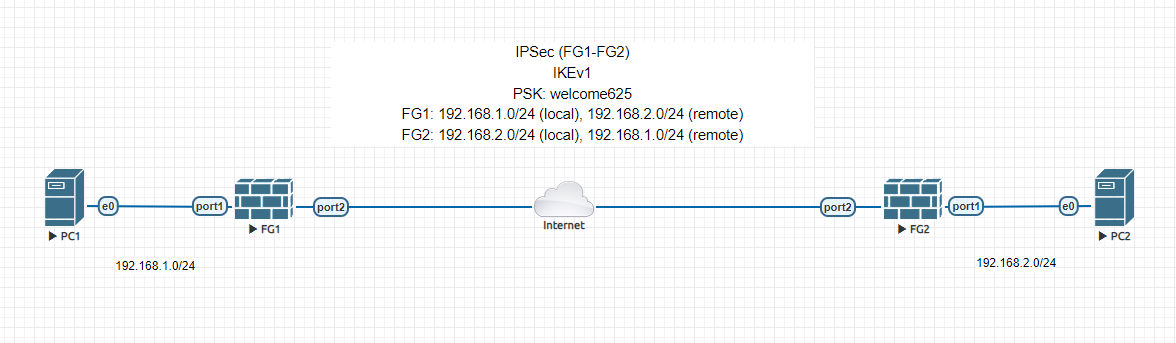 IPSec (FG1-FG2)
IKEv1
PSK: welcome625
FG1: 192.168.1.0/24 (local), 192.168.2.0/24 (remote)
FG2: 192.168.2.0/24 (local), 192.168.1.0/24 (remote)
e0
port1
port2
port2
port1
e0
PC1
FG1
Internet
FG2
PC2
192.168.1.0/24
192.168.2.0/24